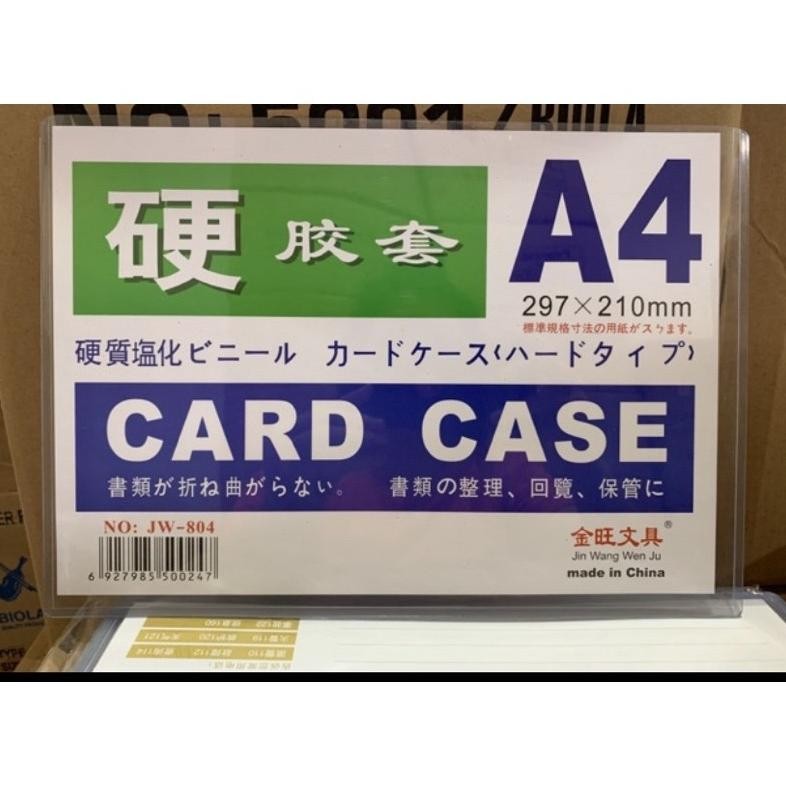 硬 胶套
A4
297×210mm
標準規格寸法の用紙がスケます。
硬質塩化ビニール カードケース(ハードタイプ)
CARD CASE
書類が折ね曲がらない。 書類の整理、回覧、保管に
NO: JW-804
6 927985 500247
金旺文具®
Jin Wang Wen Ju
made in China
BIOLA